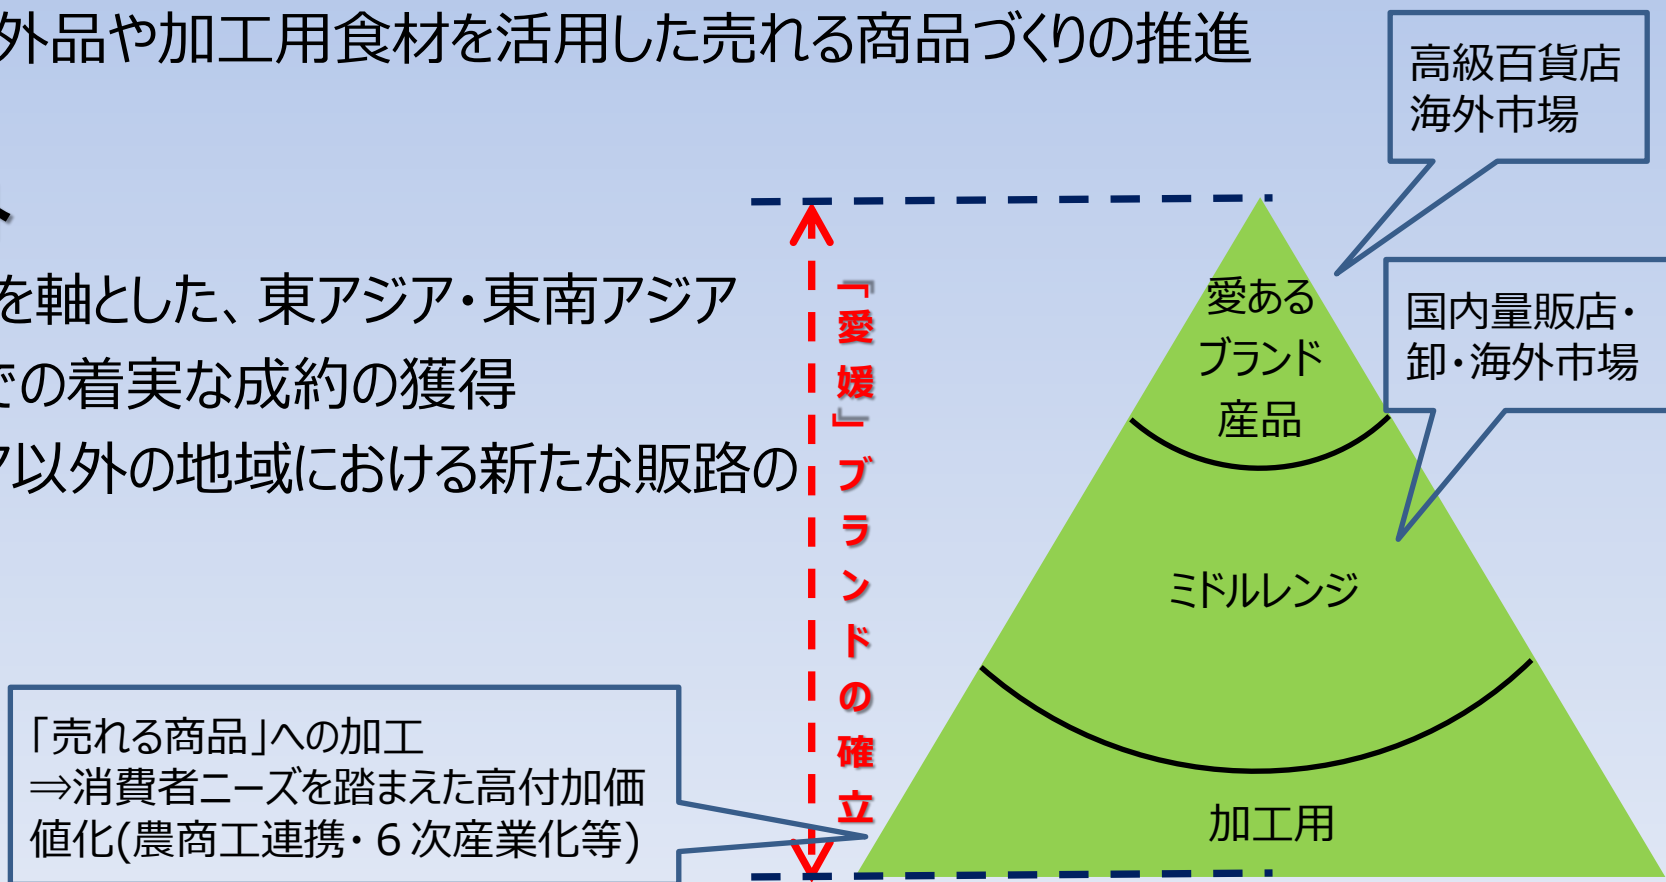 外品や加工用食材を活用した売れる商品づくりの推進
高級百貨店
海外市場
ト
を軸とした、東アジア・東南アジア
での着実な成約の獲得
ア以外の地域における新たな販路の
「愛媛」ブランドの確立
愛ある
ブランド
産品
国内量販店・
卸・海外市場
ミドルレンジ
加工用
「売れる商品」への加工
⇒消費者ニーズを踏まえた高付加価
値化(農商工連携・６次産業化等)